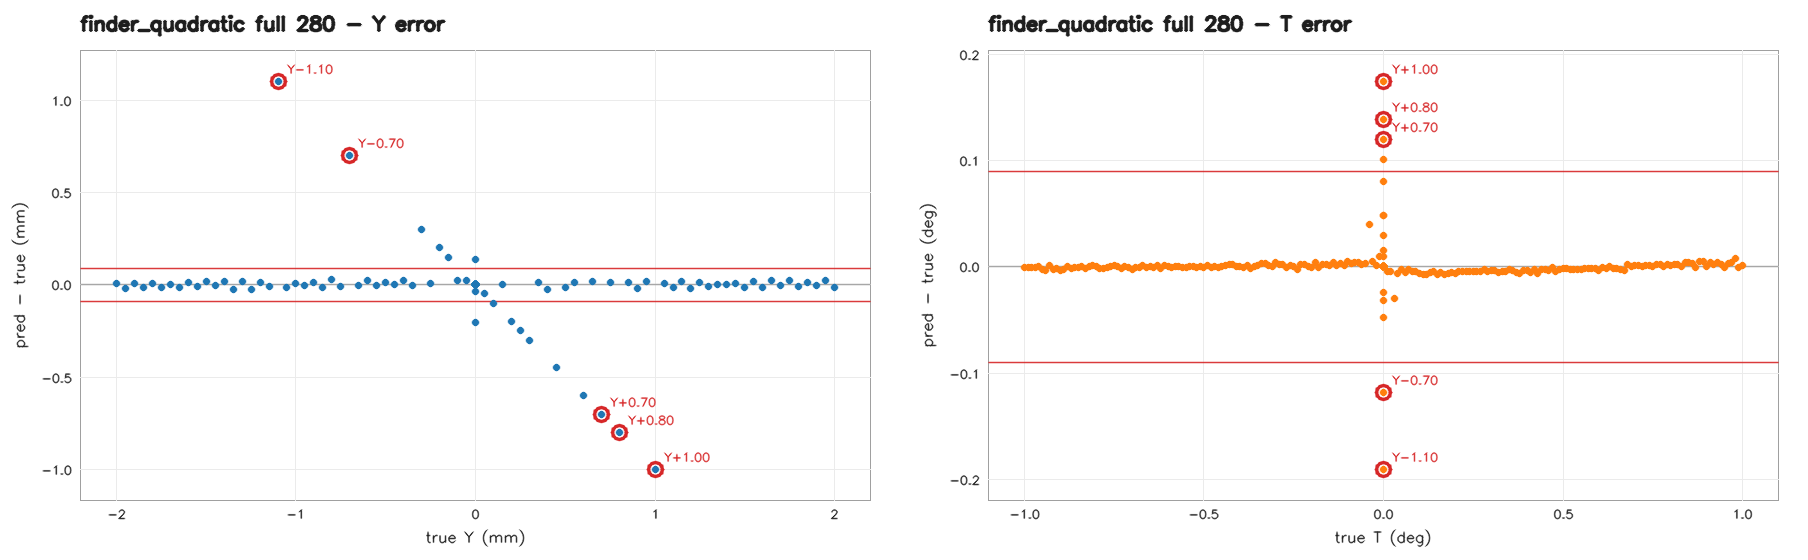 finder_quadratic full 280 – Y error
Y−1.10
Y−0.70
Y+0.70
Y+0.80
Y+1.00
1.0
0.5
0.0
−0.5
−1.0
pred − true (mm)
−2
−1
0
1
2
true Y (mm)
finder_quadratic full 280 – T error
Y+1.00
Y+0.80
Y+0.70
Y−0.70
Y−1.10
0.2
0.1
0.0
−0.1
−0.2
pred − true (deg)
−1.0
−0.5
0.0
0.5
1.0
true T (deg)